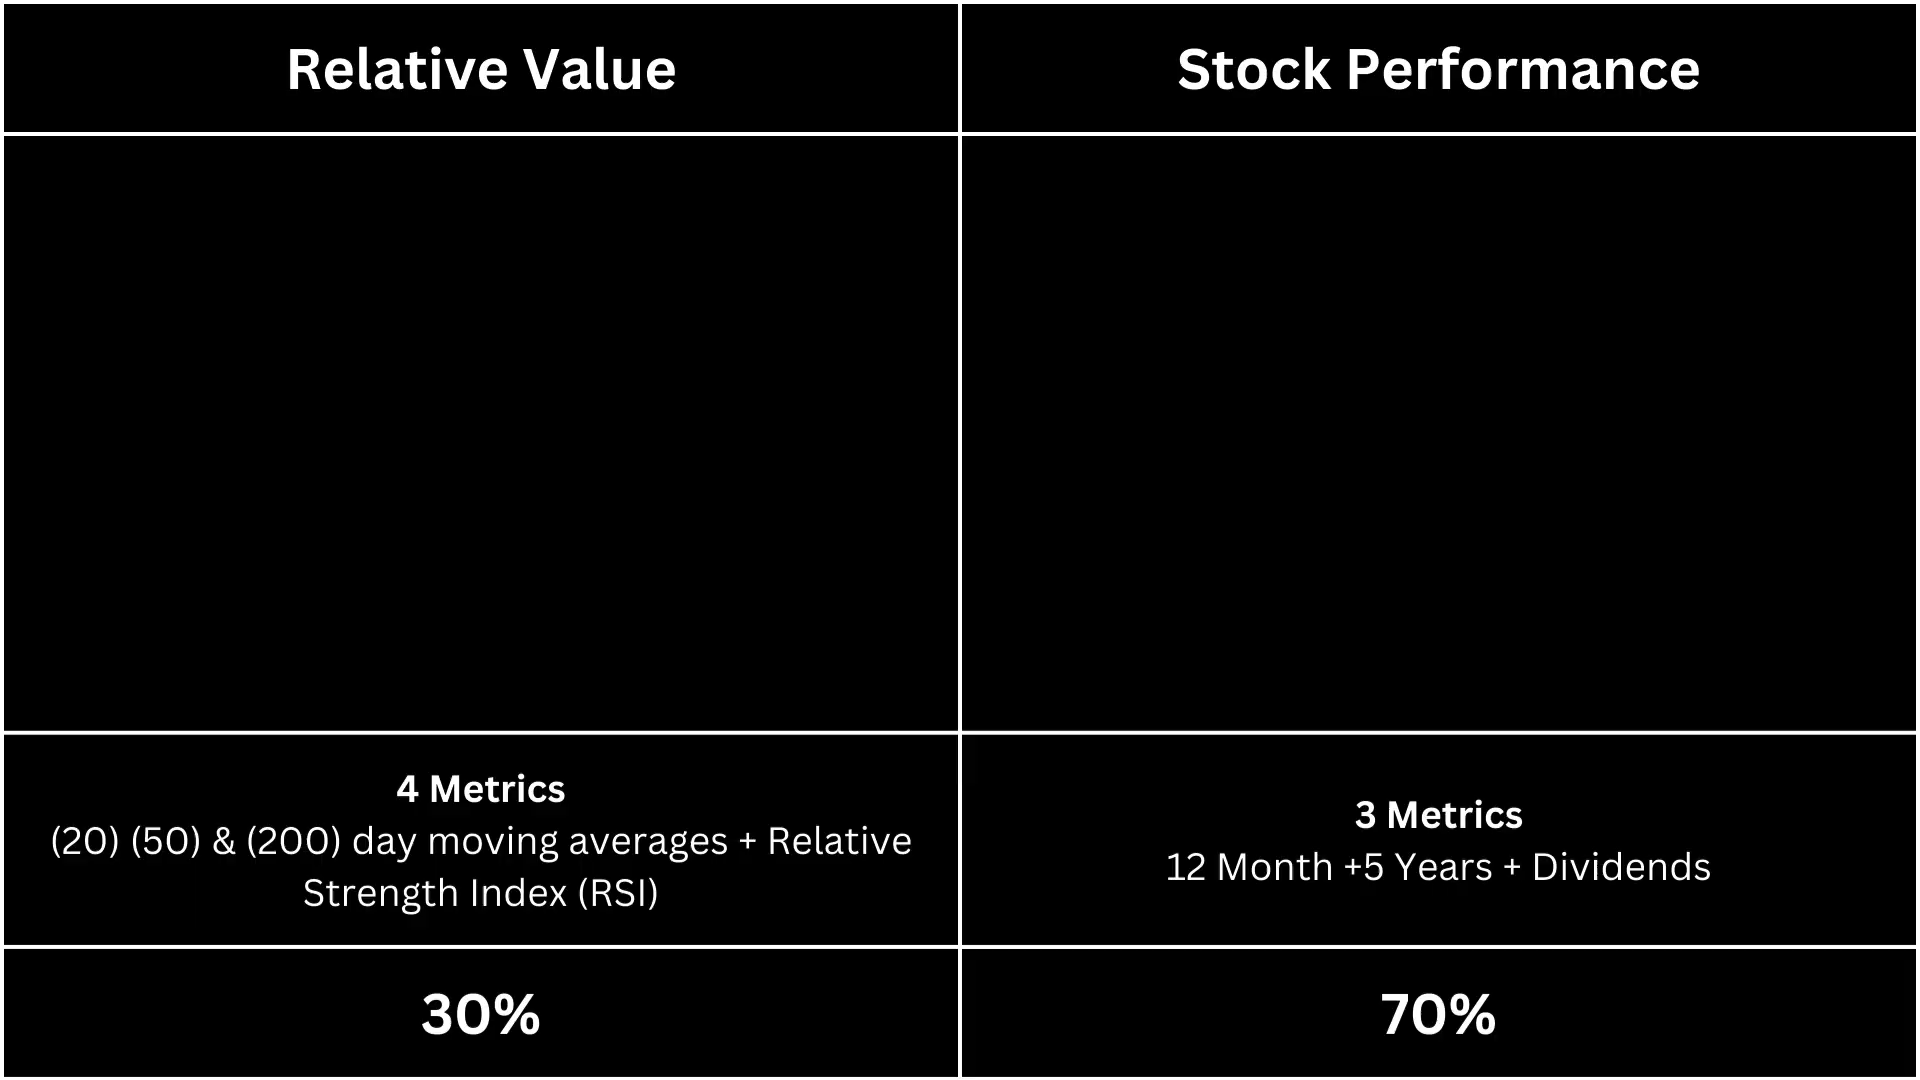 Relative Value
Stock Performance
4 Metrics
(20) (50) & (200) day moving averages + Relative
Strength Index (RSI)
3 Metrics
12 Month +5 Years + Dividends
30%
70%